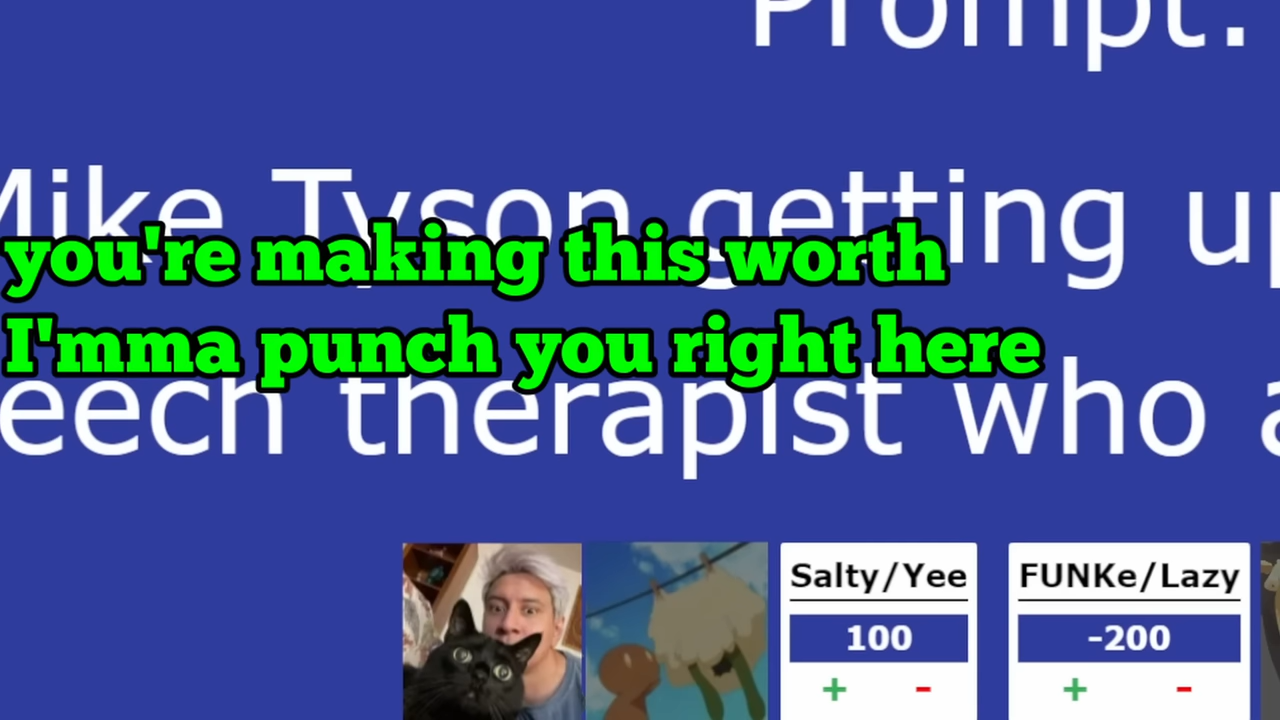 Prompt:
Mike Tyson getting up
you're making this worth
I'mma punch you right here
eech therapist who a
Salty/Yee
FUNKe/Lazy
100
-200
+ -
+ -